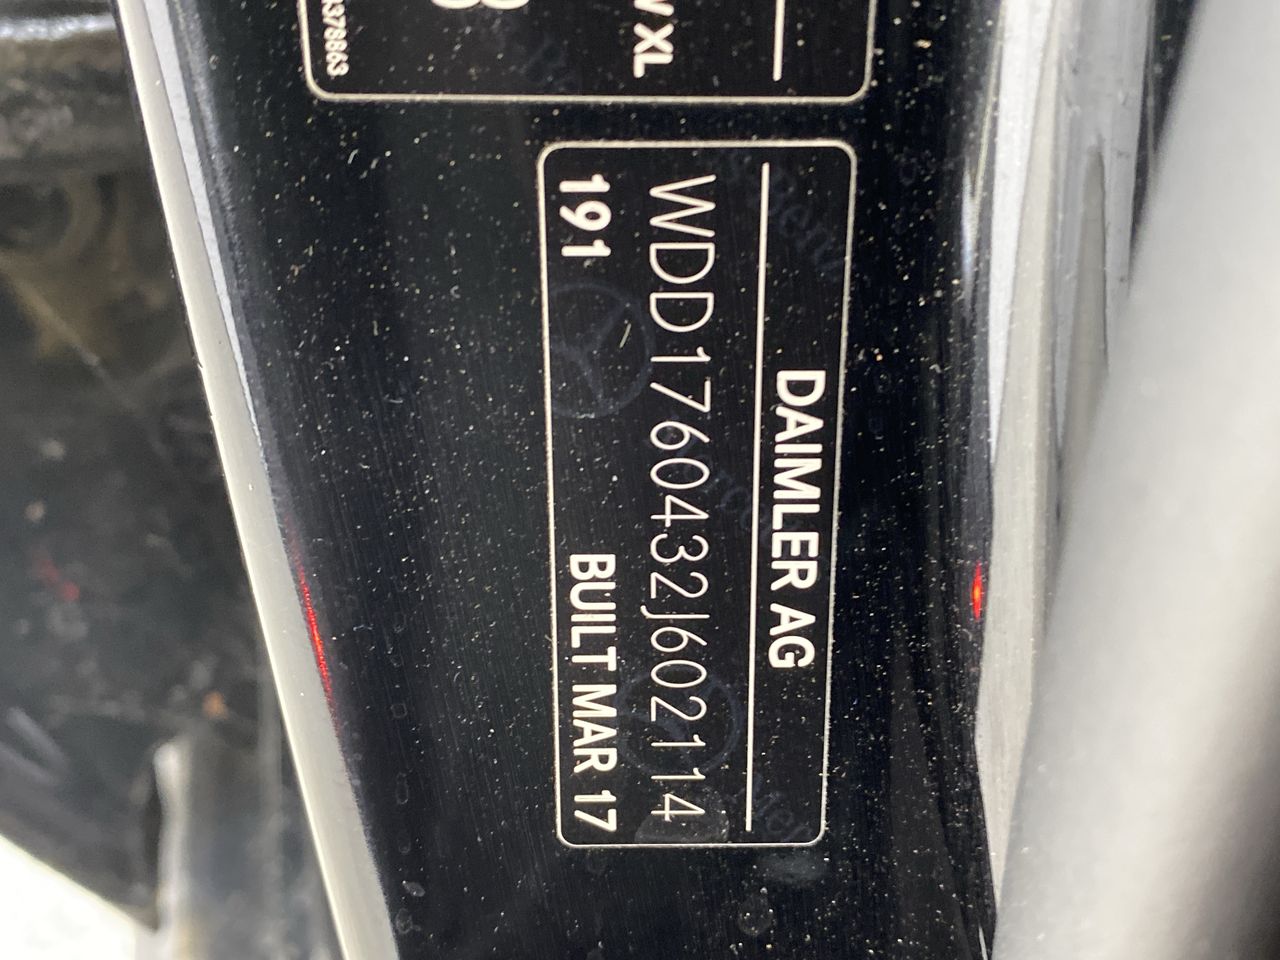 DAIMLER AG
WDD1760432J602114
191 BUILT MAR 17
XL